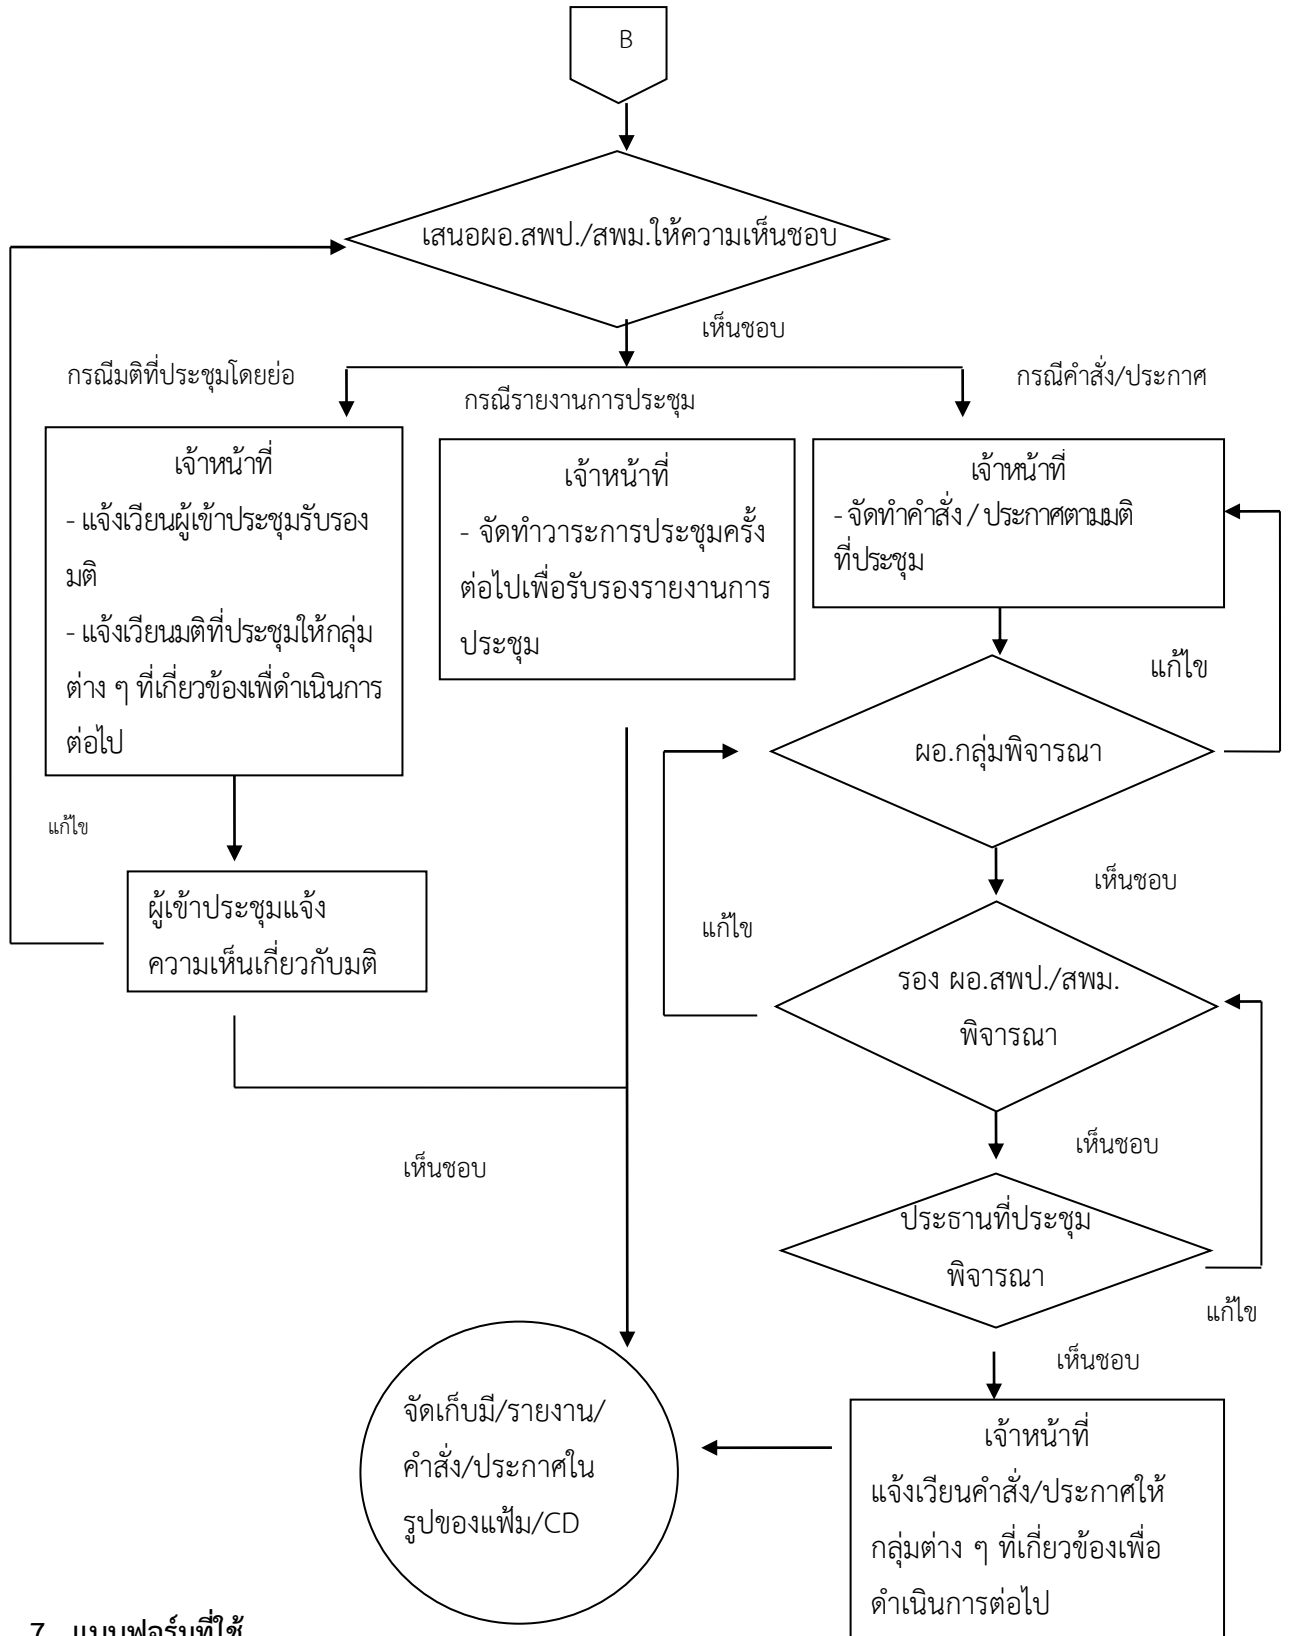 B
เสนอผอ.สพป./สพม.ให้ความเห็นชอบ
เห็นชอบ
กรณีมติที่ประชุมโดยย่อ
กรณีรายงานการประชุม
กรณีคำสั่ง/ประกาศ
เจ้าหน้าที่
- แจ้งเวียนผู้เข้าประชุมรับรอง
มติ
- แจ้งเวียนมติที่ประชุมให้กลุ่ม
ต่าง ๆ ที่เกี่ยวข้องเพื่ดำเนินการ
ต่อไป
เจ้าหน้าที่
- จัดทำวาระการประชุมครั้ง
ต่อไปเพื่อรับรองรายงานการ
ประชุม
เจ้าหน้าที่
- จัดทำคำสั่ง / ประกาศตามมติ
ที่ประชุม
แก้ไข
ผอ.กลุ่มพิจารณา
แก้ไข
เห็นชอบ
ผู้เข้าประชุมแจ้ง
ความเห็นเกี่ยวกับมติ
แก้ไข
รอง ผอ.สพป./สพม.
พิจารณา
เห็นชอบ
เห็นชอบ
ประธานที่ประชุม
พิจารณา
แก้ไข
เห็นชอบ
จัดเก็บมี/รายงาน/
คำสั่ง/ประกาศใน
รูปของแฟ้ม/CD
เจ้าหน้าที่
แจ้งเวียนคำสั่ง/ประกาศให้
กลุ่มต่าง ๆ ที่เกี่ยวข้องเพื่อ
ดำเนินการต่อไป
7. แบบฟอร์มที่ใช้